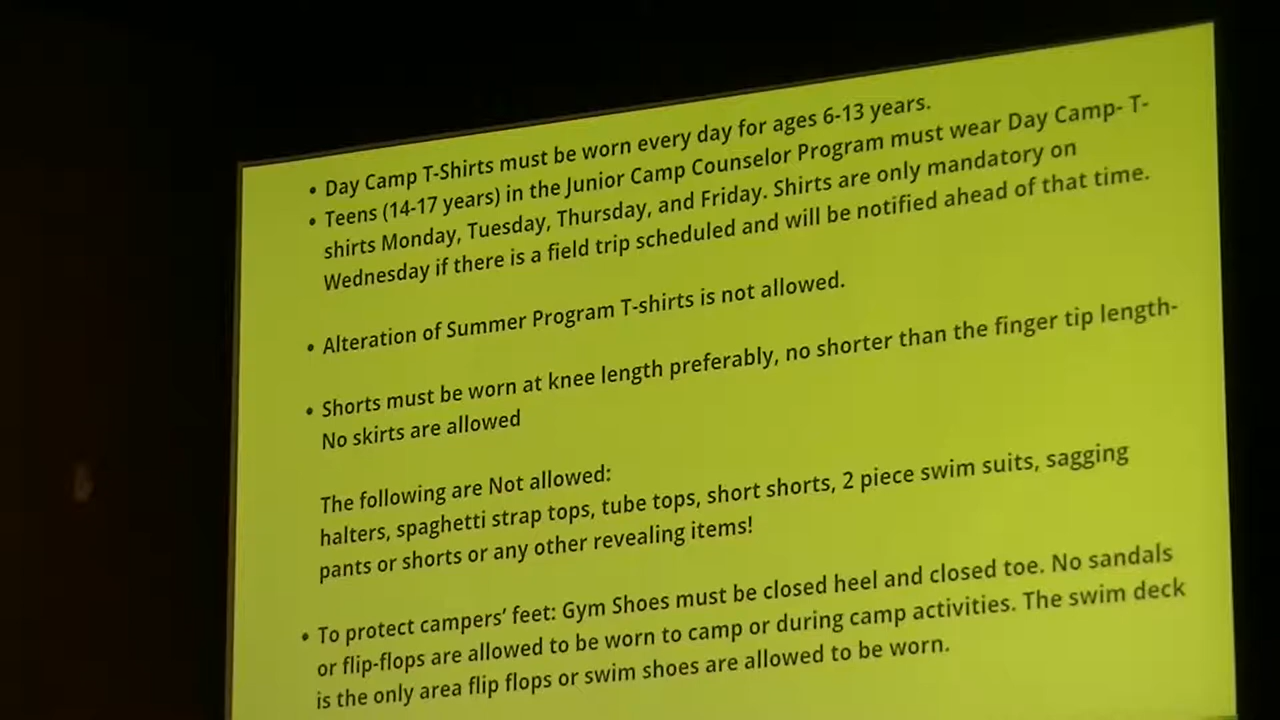 • Day Camp T-Shirts must be worn every day for ages 6-13 years.
• Teens (14-17 years) in the Junior Camp Counselor Program must wear Day Camp- T-
shirts Monday, Tuesday, Thursday, and Friday. Shirts are only mandatory on
Wednesday if there is a field trip scheduled and will be notified ahead of that time.
• Alteration of Summer Program T-shirts is not allowed.
• Shorts must be worn at knee length preferably, no shorter than the finger tip length-
No skirts are allowed
The following are Not allowed:
halters, spaghetti strap tops, tube tops, short shorts, 2 piece swim suits, sagging
pants or shorts or any other revealing items!
• To protect campers’ feet: Gym Shoes must be closed heel and closed toe. No sandals
or flip-flops are allowed to be worn to camp or during camp activities. The swim deck
is the only area flip flops or swim shoes are allowed to be worn.